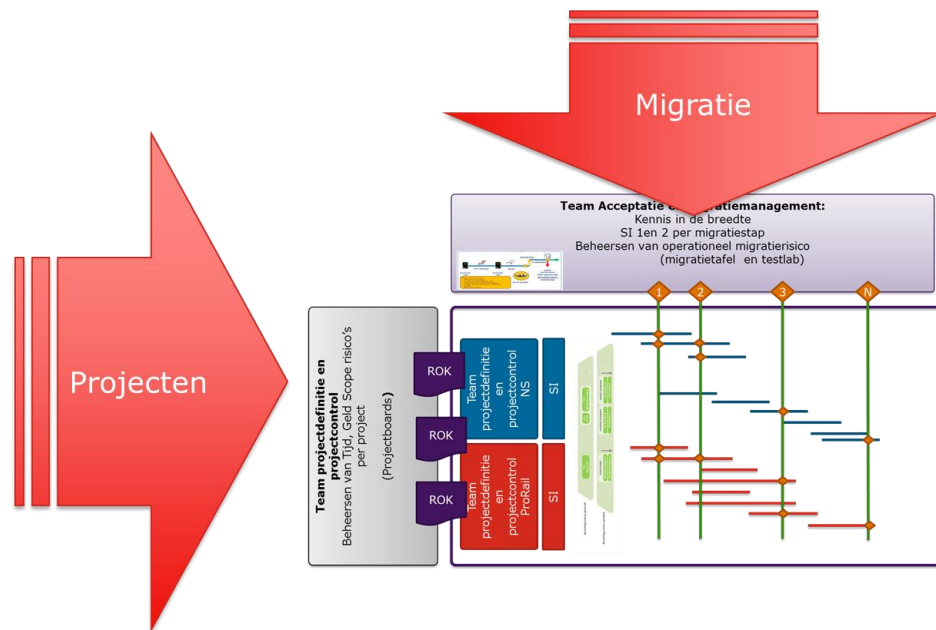 Migratie
Projecten
Team Acceptatie
ratiemanagement:
Kennis in de breedte
SI 1en 2 per migratiestap
Beheersen van operationeel migratierisico
(migratietafel en testlab)
1
2
3
N
Team projectdefinitie en
projectcontrol
Beheersen van Tijd, Geld Scope risico's
per project
(Projectboards)
ROK
ROK
ROK
Team
projectdefinitie
en
projectcontrol
NS
SI
Team
projectdefinitie
en
projectcontrol
ProRail
SI